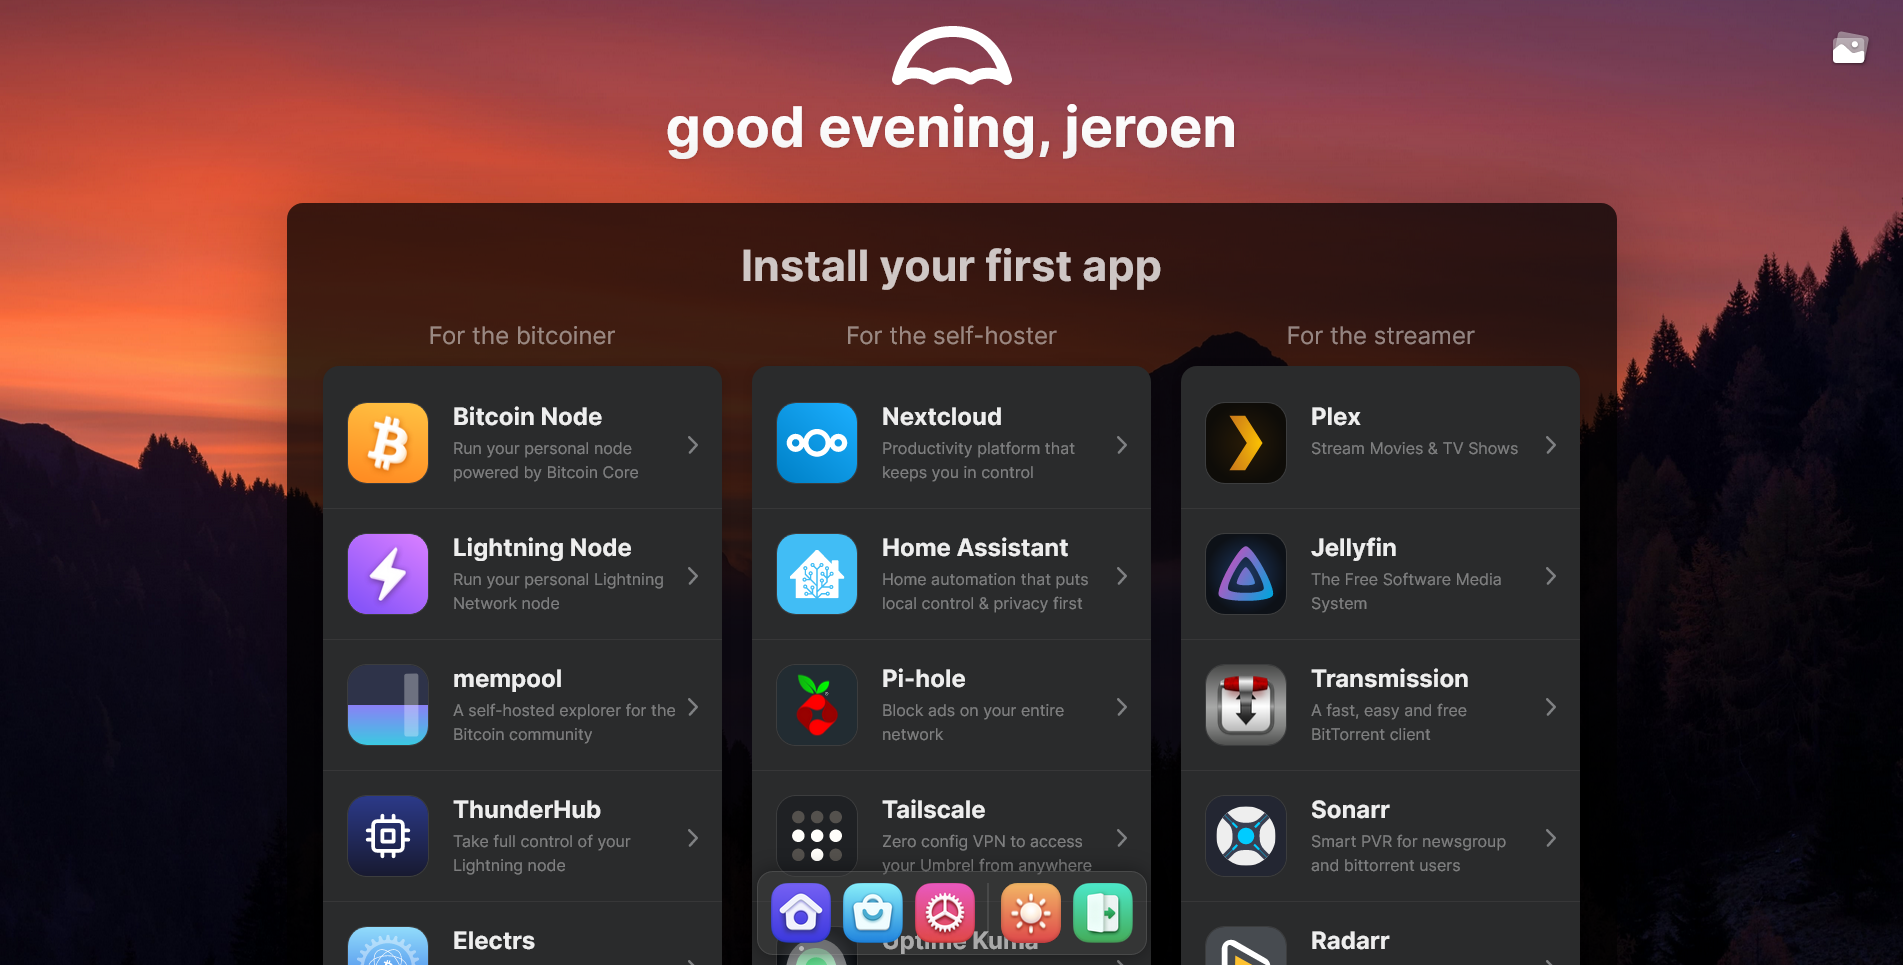 good evening, jeroen
Install your first app
For the bitcoiner
Bitcoin Node
Run your personal node
powered by Bitcoin Core
Lightning Node
Run your personal Lightning
Network node
mempool
A self-hosted explorer for the
Bitcoin community
ThunderHub
Take full control of your
Lightning node
Electrs
For the self-hoster
Nextcloud
Productivity platform that
keeps you in control
Home Assistant
Home automation that puts
local control & privacy first
Pi-hole
Block ads on your entire
network
Tailscale
Zero config VPN to access
your Umbrel from anywhere
Uptime Kuma
For the streamer
Plex
Stream Movies & TV Shows
Jellyfin
The Free Software Media
System
Transmission
A fast, easy and free
BitTorrent client
Sonarr
Smart PVR for newsgroup
and bittorrent users
Radarr